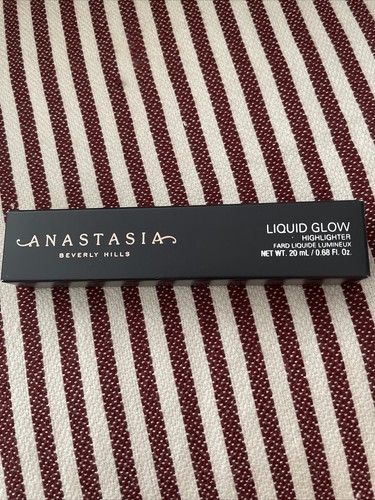 ANASTASIA
BEVERLY HILLS
LIQUID GLOW
HIGHLIGHTER
FARD LIQUIDE LUMINEUX
NET WT. 20 mL / 0.68 Fl. Oz.